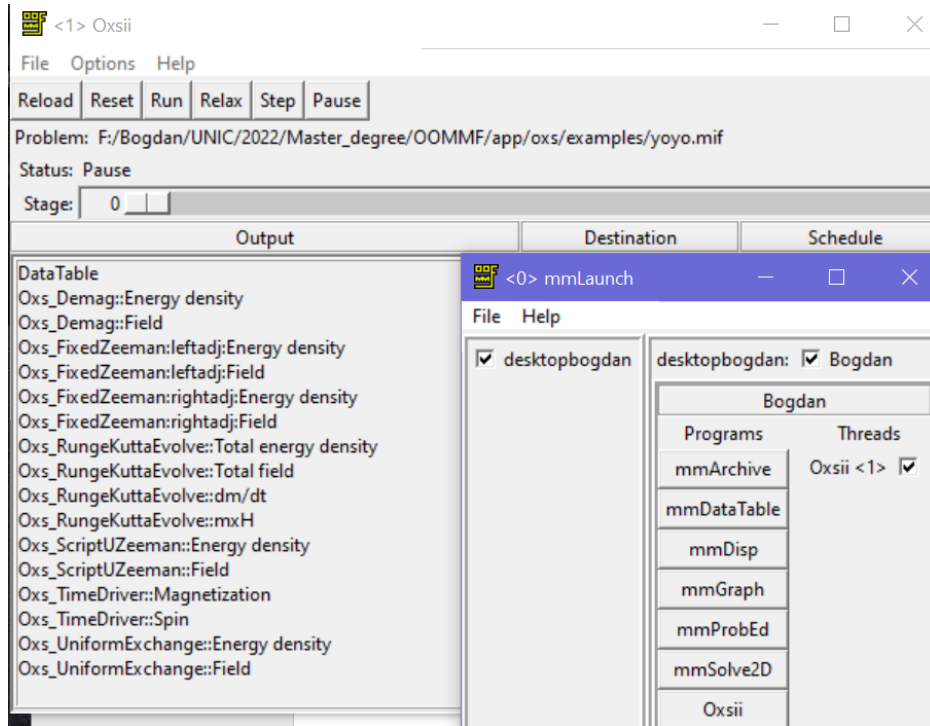 <1> Oxsii
File Options Help
Reload Reset Run Relax Step Pause
Problem: F:/Bogdan/UNIC/2022/Master_degree/OOMMF/app/oxs/examples/yoyo.mif
Status: Pause
Stage: 0
Output Destination Schedule
DataTable
Oxs_Demag::Energy density
Oxs_Demag::Field
Oxs_FixedZeeman:leftadj:Energy density
Oxs_FixedZeeman:leftadj:Field
Oxs_FixedZeeman:rightadj:Energy density
Oxs_FixedZeeman:rightadj:Field
Oxs_RungeKuttaEvolve::Total energy density
Oxs_RungeKuttaEvolve::Total field
Oxs_RungeKuttaEvolve::dm/dt
Oxs_RungeKuttaEvolve::mxH
Oxs_ScriptUZeeman::Energy density
Oxs_ScriptUZeeman::Field
Oxs_TimeDriver::Magnetization
Oxs_TimeDriver::Spin
Oxs_UniformExchange::Energy density
Oxs_UniformExchange::Field
<0> mmLaunch
File Help
desktopbogdan
desktopbogdan: Bogdan
Bogdan
Programs Threads
mmArchive Oxsii <1>
mmDataTable
mmDisp
mmGraph
mmProbEd
mmSolve2D
Oxsii